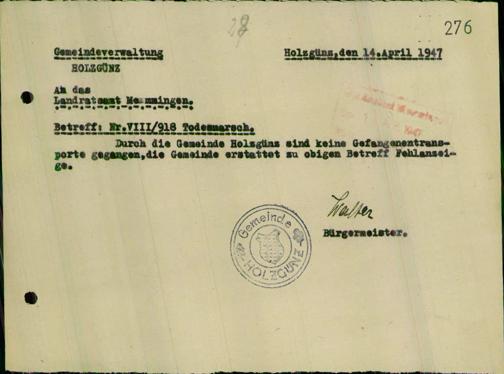 276
Gemeindeverwaltung Holzgünz,den 14.April 1947
HOLZGÜNZ
An das
Landratsamt Memmingen.
Betreff: Nr.VIII/918 Todesmarsch.
Durch die Gemeinde Holzgünz sind keine Gefangenentrans-
porte gegangen,die Gemeinde erstattet zu obigen Betreff Fehlanzei-
ge.
Bürgermeister.
Gemeinde
HOLZGÜNZ